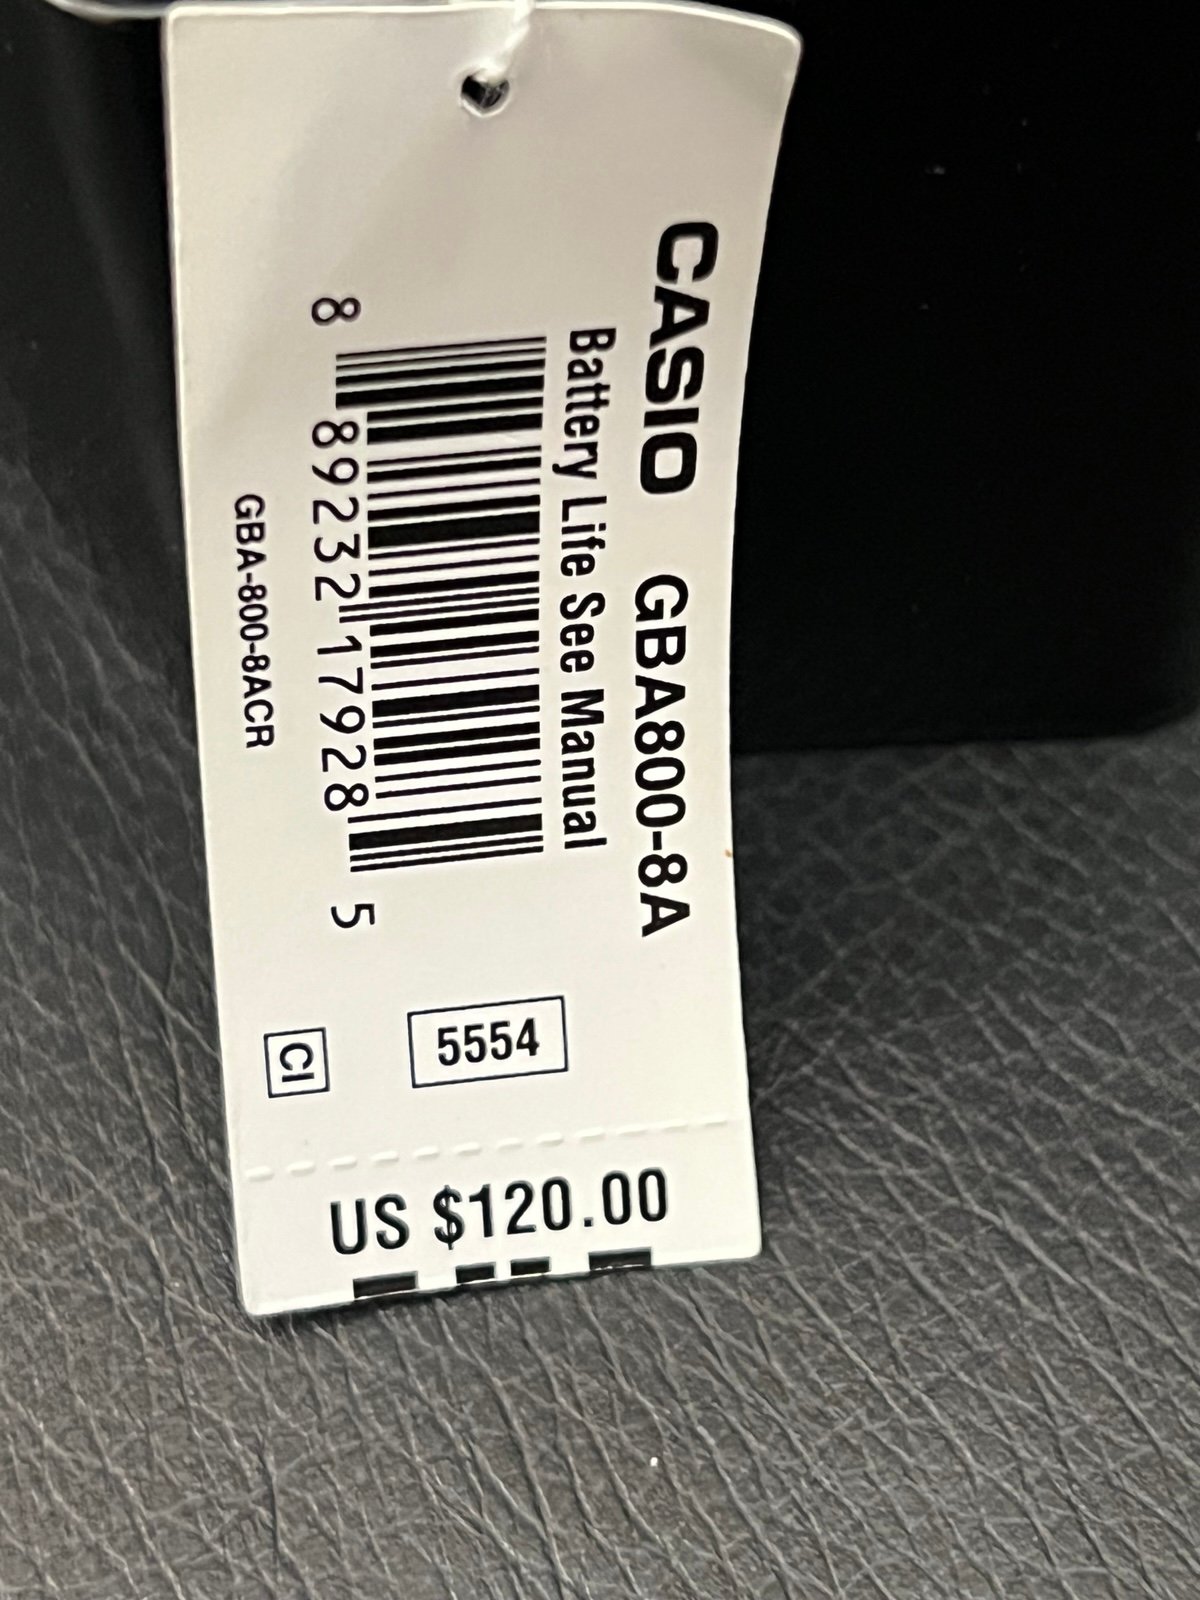 CASIO GBA800-8A
Battery Life See Manual
8 89232 17928 5
GBA-800-8ACR
5554
CI
US $120.00